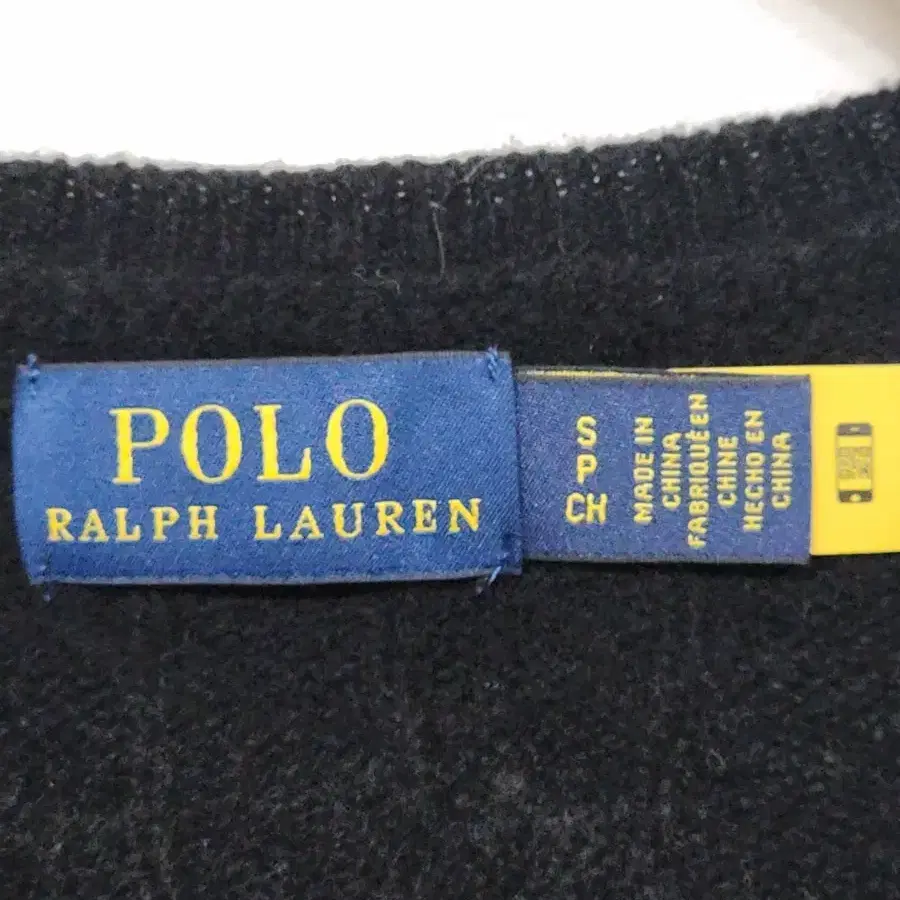 POLO
RALPH LAUREN
S
P
CH
MADE IN
CHINA
FABRIQUÉ EN
CHINE
HECHO EN
CHINA